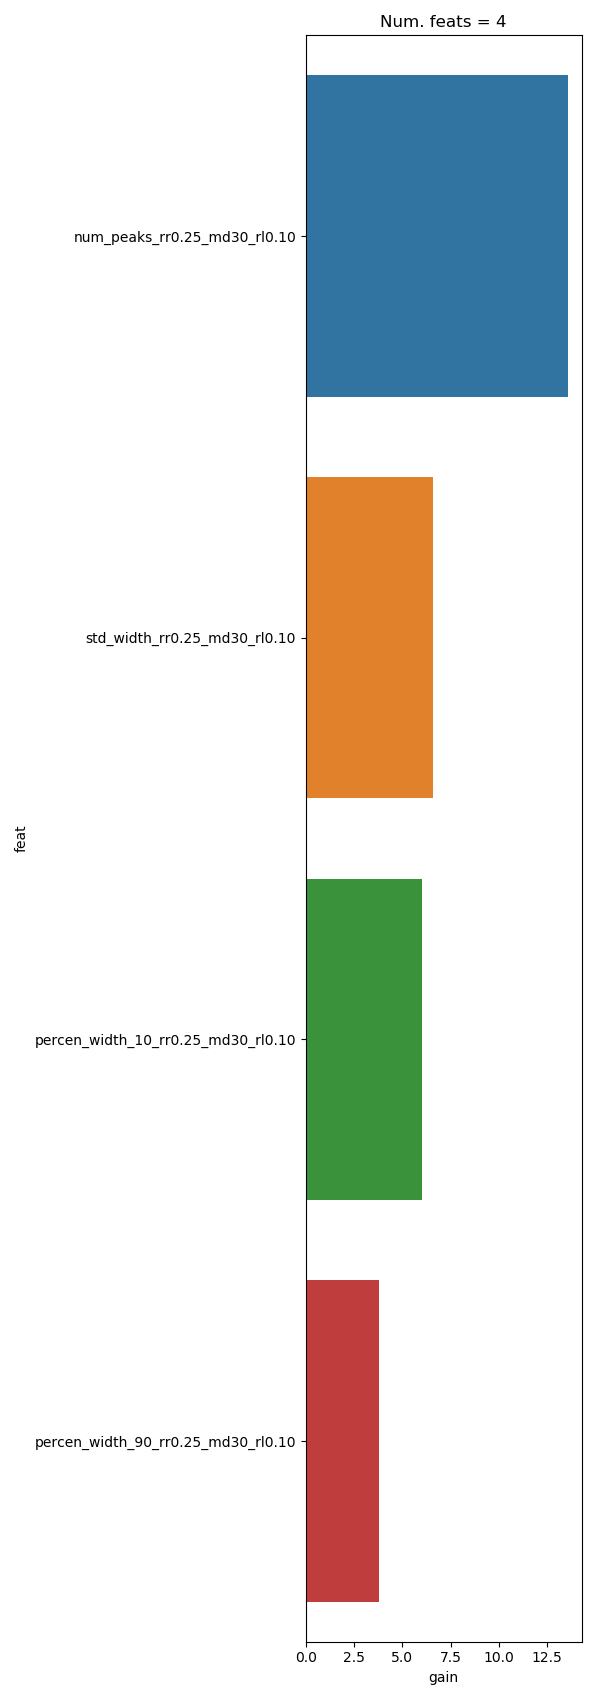 Num. feats = 4
num_peaks_rr0.25_md30_rl0.10
std_width_rr0.25_md30_rl0.10
feat
percen_width_10_rr0.25_md30_rl0.10
percen_width_90_rr0.25_md30_rl0.10
0.0 2.5 5.0 7.5 10.0 12.5
gain